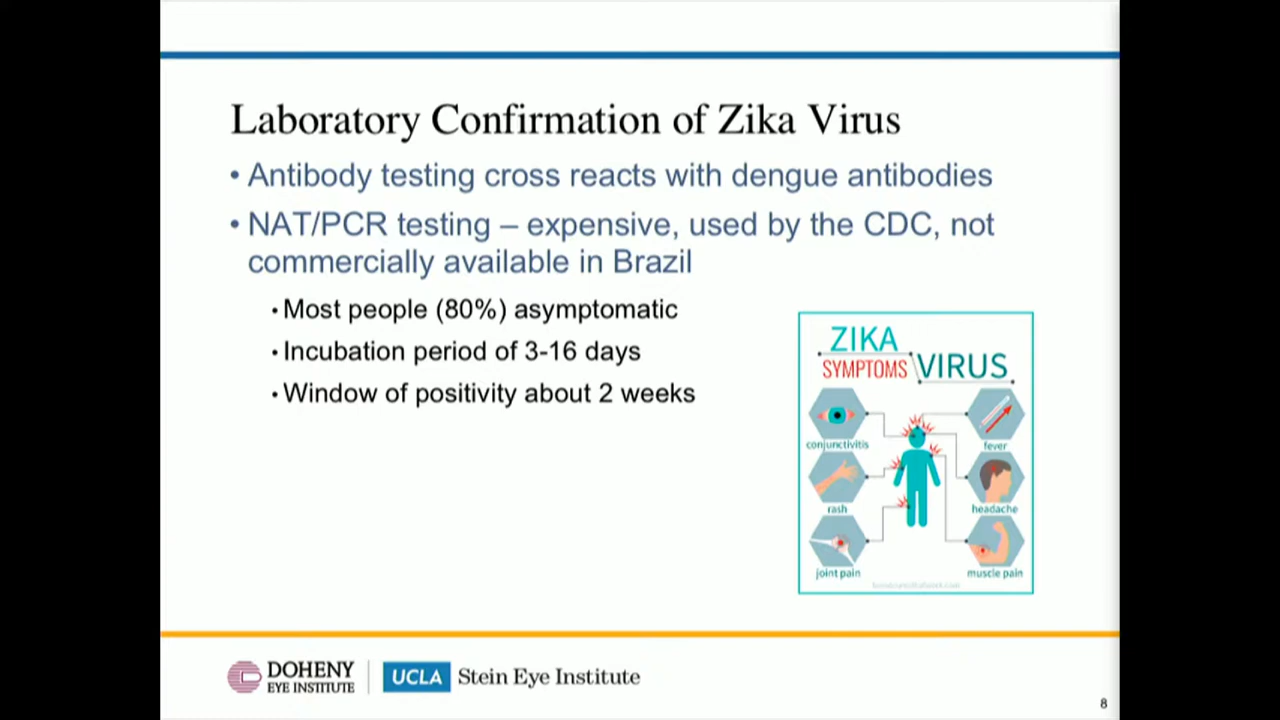 Laboratory Confirmation of Zika Virus
• Antibody testing cross reacts with dengue antibodies
• NAT/PCR testing – expensive, used by the CDC, not
commercially available in Brazil
• Most people (80%) asymptomatic
• Incubation period of 3-16 days
• Window of positivity about 2 weeks
ZIKA
SYMPTOMS VIRUS
conjunctivitis
fever
rash
headache
joint pain
muscle pain
DOHENY
EYE INSTITUTE
UCLA Stein Eye Institute
8